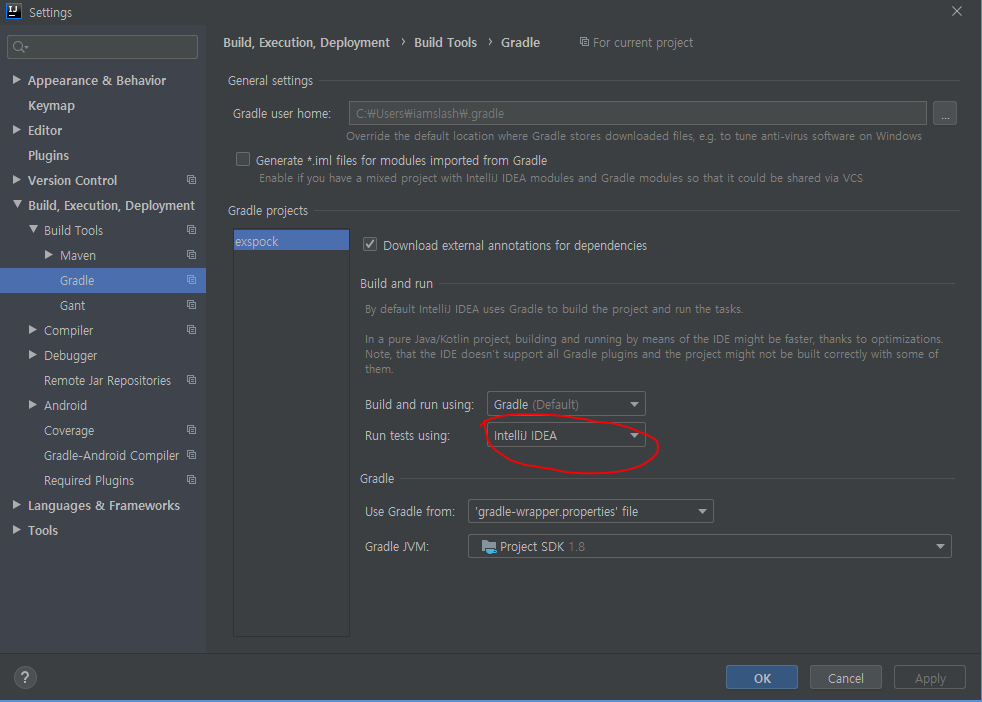 IJ Settings
Build, Execution, Deployment › Build Tools › Gradle For current project
Appearance & Behavior
Keymap
Editor
Plugins
Version Control
Build, Execution, Deployment
Build Tools
Maven
Gradle
Gant
Compiler
Debugger
Remote Jar Repositories
Android
Coverage
Gradle-Android Compiler
Required Plugins
Languages & Frameworks
Tools
General settings
Gradle user home: C:₩Users₩iamslash₩.gradle ...
Override the default location where Gradle stores downloaded files, e.g. to tune anti-virus software on Windows
Generate *.iml files for modules imported from Gradle
Enable if you have a mixed project with IntelliJ IDEA modules and Gradle modules so that it could be shared via VCS
Gradle projects
exspock
Download external annotations for dependencies
Build and run
By default IntelliJ IDEA uses Gradle to build the project and run the tasks.
In a pure Java/Kotlin project, building and running by means of the IDE might be faster, thanks to optimizations.
Note, that the IDE doesn't support all Gradle plugins and the project might not be built correctly with some of
them.
Build and run using: Gradle (Default)
Run tests using: IntelliJ IDEA
Gradle
Use Gradle from: 'gradle-wrapper.properties' file
Gradle JVM: Project SDK 1.8
? OK Cancel Apply